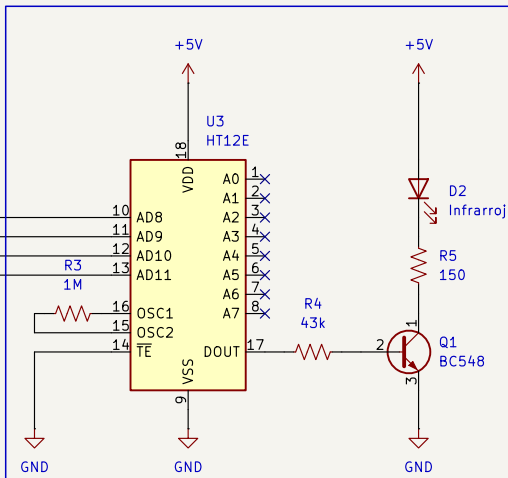 +5V
+5V
U3
HT12E
18
VDD
A0 1
A1 2
10 AD8 A2 3
11 AD9 A3 4
12 AD10 A4 5
13 AD11 A5 6
A6 7
16 OSC1 A7 8
15 OSC2
14 TE DOUT 17
VSS
9
R3
1M
R4
43k
D2
Infrarroj
R5
150
1
2
Q1
BC548
3
GND
GND
GND